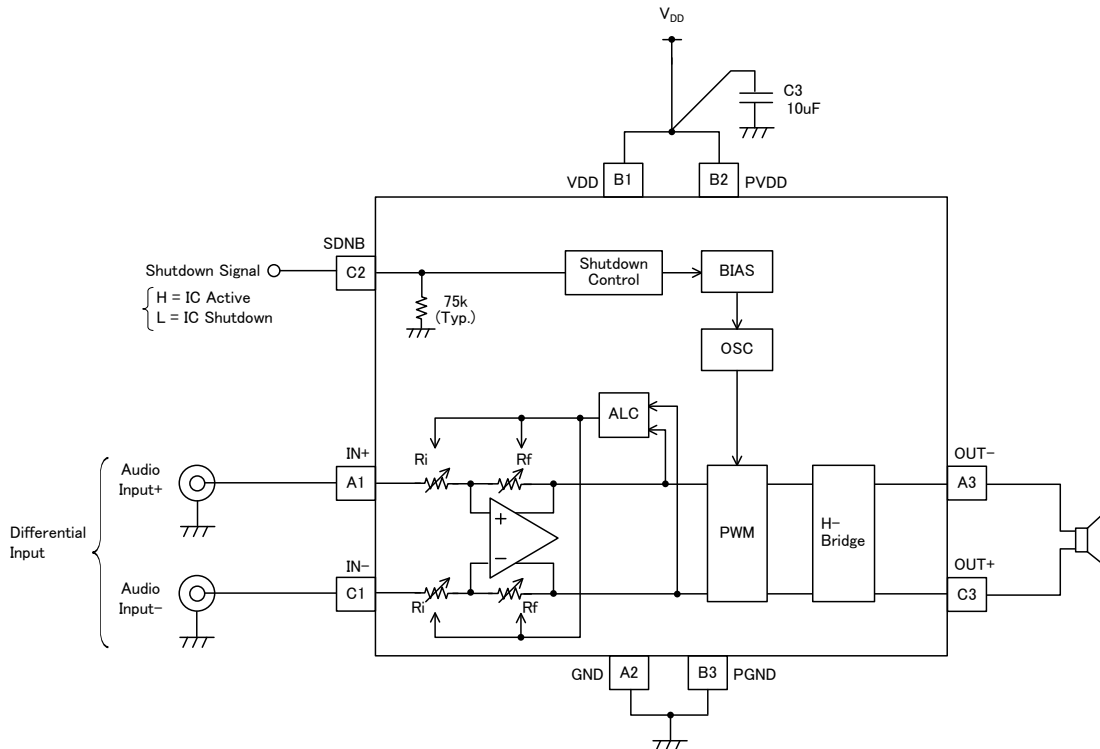 VDD
C3
10uF
VDD
B1
B2
PVDD
SDNB
C2
Shutdown Signal
H = IC Active
L = IC Shutdown
75k
(Typ.)
Shutdown
Control
BIAS
OSC
ALC
Differential
Input
Audio
Input+
IN+
A1
Ri
Rf
+
−
PWM
H-
Bridge
OUT-
A3
Audio
Input-
IN-
C1
Ri
Rf
OUT+
C3
GND
A2
B3
PGND